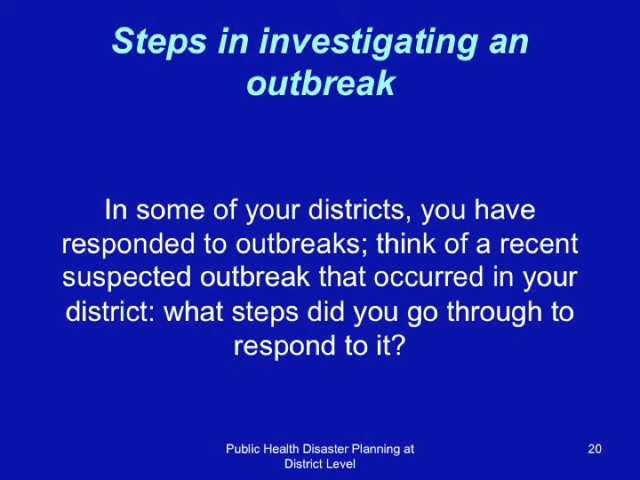 Steps in investigating an
outbreak
In some of your districts, you have
responded to outbreaks; think of a recent
suspected outbreak that occurred in your
district: what steps did you go through to
respond to it?
Public Health Disaster Planning at
District Level
20